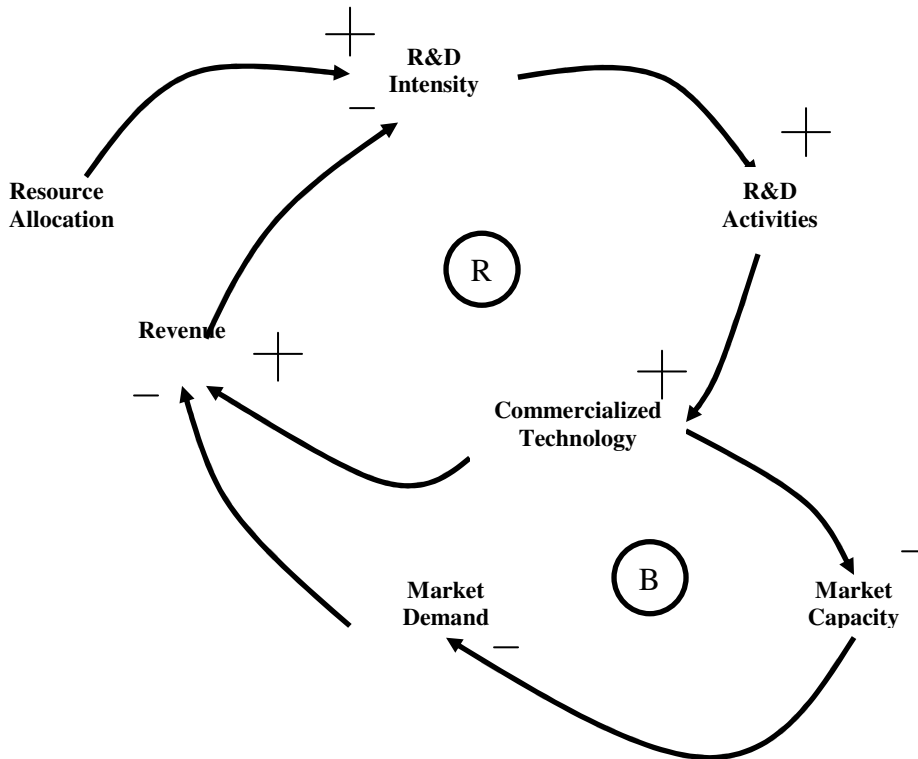 R&D
Intensity
Resource
Allocation
R&D
Activities
R
Revenue
Commercialized
Technology
B
Market
Demand
Market
Capacity